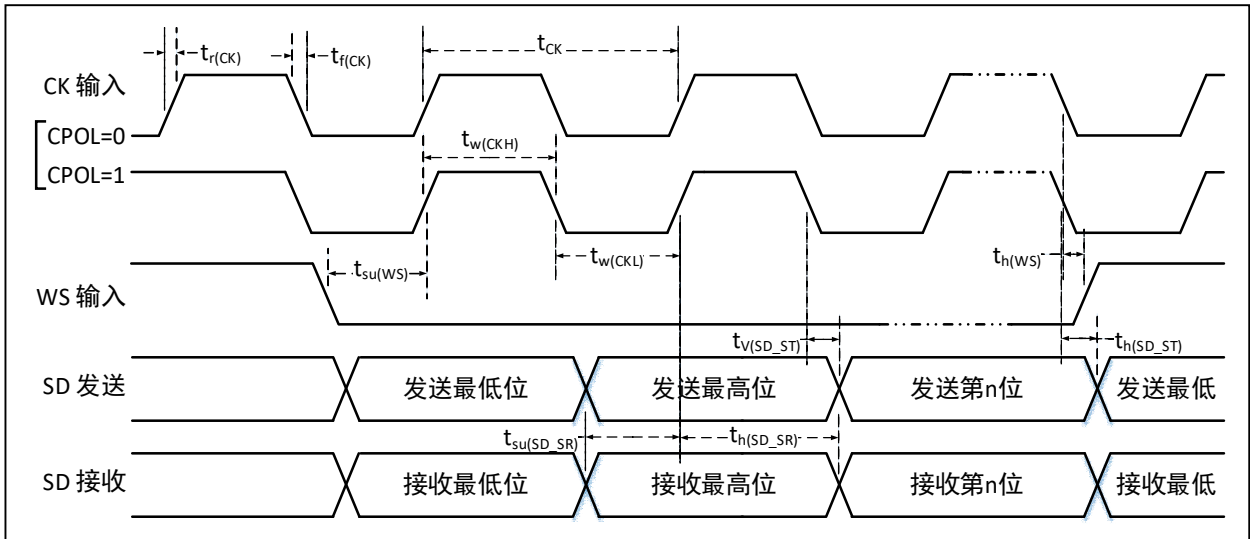 t_r(CK)
t_f(CK)
t_CK
CK 输入
CPOL=0
t_w(CKH)
CPOL=1
t_su(WS)
t_w(CKL)
t_h(WS)
WS 输入
t_V(SD_ST)
t_h(SD_ST)
SD 发送 发送最低位 发送最高位 发送第n位 发送最低
t_su(SD_SR)
t_h(SD_SR)
SD 接收 接收最低位 接收最高位 接收第n位 接收最低